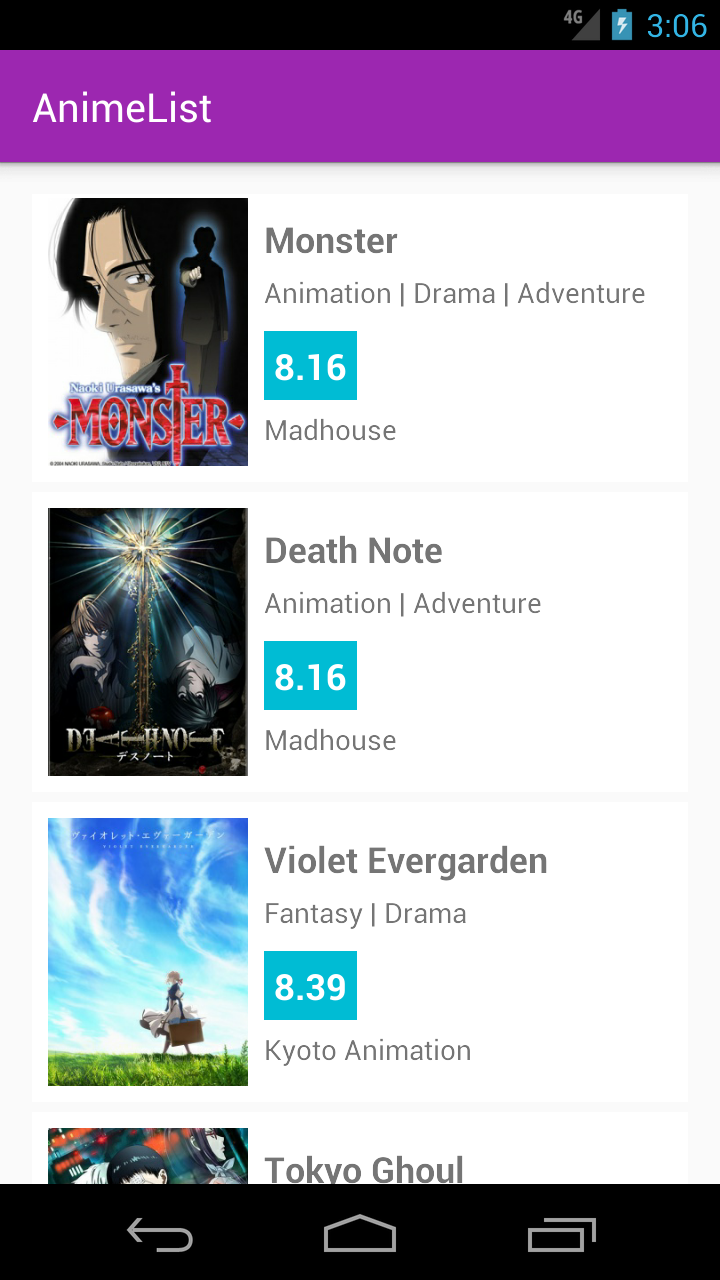 4G
3:06
AnimeList
Naoki Urasawa's
MONSTER
Monster
Animation | Drama | Adventure
8.16
Madhouse
DEATH NOTE
デスノート
Death Note
Animation | Adventure
8.16
Madhouse
ヴァイオレット・エヴァーガーデン
VIOLET EVERGARDEN
Violet Evergarden
Fantasy | Drama
8.39
Kyoto Animation
Tokyo Ghoul